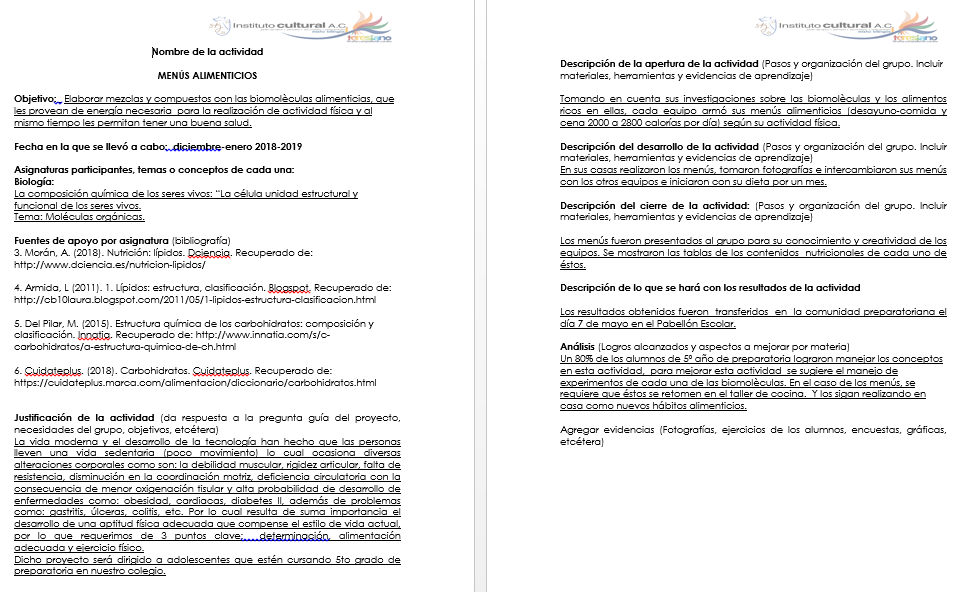 Instituto cultural A.C.
Nombre de la actividad
MENÚS ALIMENTICIOS
Objetivo: Elaborar mezclas y compuestos con las biomolèculas alimenticias, que
les provean de energía necesaria para la realización de actividad física y al
mismo tiempo les permitan tener una buena salud.
Fecha en la que se llevó a cabo: diciembre-enero 2018-2019
Asignaturas participantes, temas o conceptos de cada una:
Biología:
La composición química de los seres vivos: "La célula unidad estructural y
funcional de los seres vivos.
Tema: Moléculas orgánicas.
Fuentes de apoyo por asignatura (bibliografía)
3. Morán, A. (2018). Nutrición: lípidos. Dciencia. Recuperado de:
http://www.dciencia.es/nutricion-lipidos/
4. Armida, L (2011). 1. Lípidos: estructura, clasificación. Blogspot. Recuperado de:
http://cb10laura.blogspot.com/2011/05/1-lipidos-estructura-clasificacion.html
5. Del Pilar, M. (2015). Estructura química de los carbohidratos: composición y
clasificación. Innatia. Recuperado de: http://www.innatia.com/s/c-
carbohidratos/a-estructura-quimica-de-ch.html
6. Cuidateplus. (2018). Carbohidratos. Cuidateplus. Recuperado de:
https://cuidateplus.marca.com/alimentacion/diccionario/carbohidratos.html
Justificación de la actividad (da respuesta a la pregunta guía del proyecto,
necesidades del grupo, objetivos, etcétera)
La vida moderna y el desarrollo de la tecnología han hecho que las personas
lleven una vida sedentaria (poco movimiento) lo cual ocasiona diversas
alteraciones corporales como son: la debilidad muscular, rigidez articular, falta de
resistencia, disminución en la coordinación motriz, deficiencia circulatoria con la
consecuencia de menor oxigenación tisular y alta probabilidad de desarrollo de
enfermedades como: obesidad, cardiacas, diabetes II, además de problemas
como: gastritis, úlceras, colitis, etc. Por lo cual resulta de suma importancia el
desarrollo de una aptitud física adecuada que compense el estilo de vida actual,
por lo que requerimos de 3 puntos clave: determinación, alimentación
adecuada y ejercicio físico.
Dicho proyecto será dirigido a adolescentes que estén cursando 5to grado de
preparatoria en nuestro colegio.
Instituto cultural A.C.
Descripción de la apertura de la actividad (Pasos y organización del grupo. Incluir
materiales, herramientas y evidencias de aprendizaje)
Tomando en cuenta sus investigaciones sobre las biomolèculas y los alimentos
ricos en ellas, cada equipo armó sus menús alimenticios (desayuno-comida y
cena 2000 a 2800 calorías por día) según su actividad física.
Descripción del desarrollo de la actividad (Pasos y organización del grupo. Incluir
materiales, herramientas y evidencias de aprendizaje)
En sus casas realizaron los menùs, tomaron fotografías e intercambiaron sus menús
con los otros equipos e iniciaron con su dieta por un mes.
Descripción del cierre de la actividad: (Pasos y organización del grupo. Incluir
materiales, herramientas y evidencias de aprendizaje)
Los menús fueron presentados al grupo para su conocimiento y creatividad de los
equipos. Se mostraron las tablas de los contenidos nutricionales de cada uno de
éstos.
Descripción de lo que se hará con los resultados de la actividad
Los resultados obtenidos fueron transferidos en la comunidad preparatoriana el
día 7 de mayo en el Pabellón Escolar.
Análisis (Logros alcanzados y aspectos a mejorar por materia)
Un 80% de los alumnos de 5º año de preparatoria lograron manejar los conceptos
en esta actividad, para mejorar esta actividad se sugiere el manejo de
experimentos de cada una de las biomolèculas. En el caso de los menús, se
requiere que éstos se retomen en el taller de cocina. Y los sigan realizando en
casa como nuevos hábitos alimenticios.
Agregar evidencias (Fotografías, ejercicios de los alumnos, encuestas, gráficas,
etcétera)